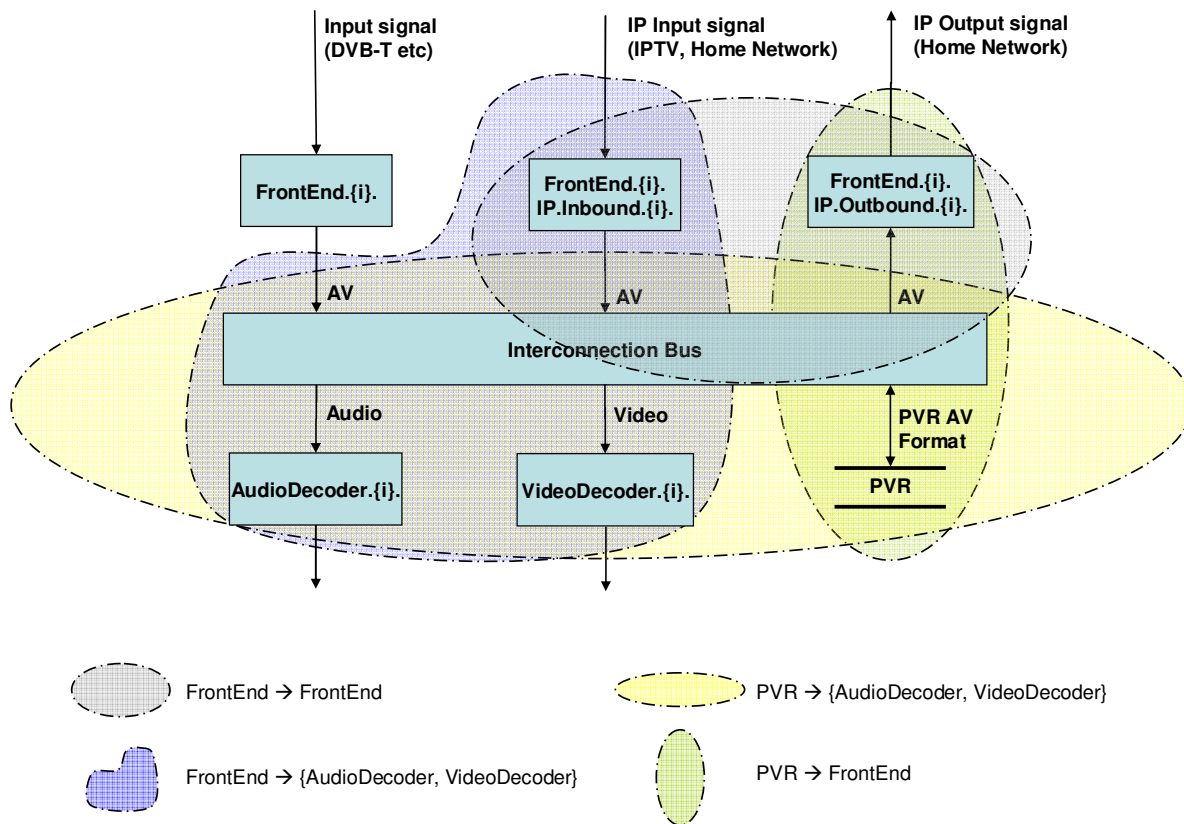 Input signal
(DVB-T etc)
IP Input signal
(IPTV, Home Network)
IP Output signal
(Home Network)
FrontEnd.{i}.
FrontEnd.{i}.
IP.Inbound.{i}.
FrontEnd.{i}.
IP.Outbound.{i}.
AV
AV
AV
Interconnection Bus
Audio
Video
PVR AV
Format
AudioDecoder.{i}.
VideoDecoder.{i}.
PVR
FrontEnd → FrontEnd
PVR → {AudioDecoder, VideoDecoder}
FrontEnd → {AudioDecoder, VideoDecoder}
PVR → FrontEnd